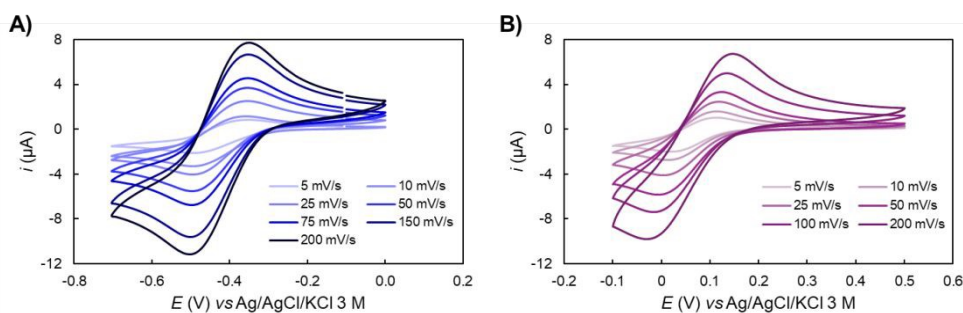 A)
8
4
0
-4
-8
-12
i (µA)
5 mV/s 10 mV/s
25 mV/s 50 mV/s
75 mV/s 150 mV/s
200 mV/s
-0.8 -0.6 -0.4 -0.2 0.0 0.2
E (V) vs Ag/AgCl/KCl 3 M
B)
8
4
0
-4
-8
-12
i (µA)
5 mV/s 10 mV/s
25 mV/s 50 mV/s
100 mV/s 200 mV/s
-0.2 -0.1 0 0.1 0.2 0.3 0.4 0.5 0.6
E (V) vs Ag/AgCl/KCl 3 M